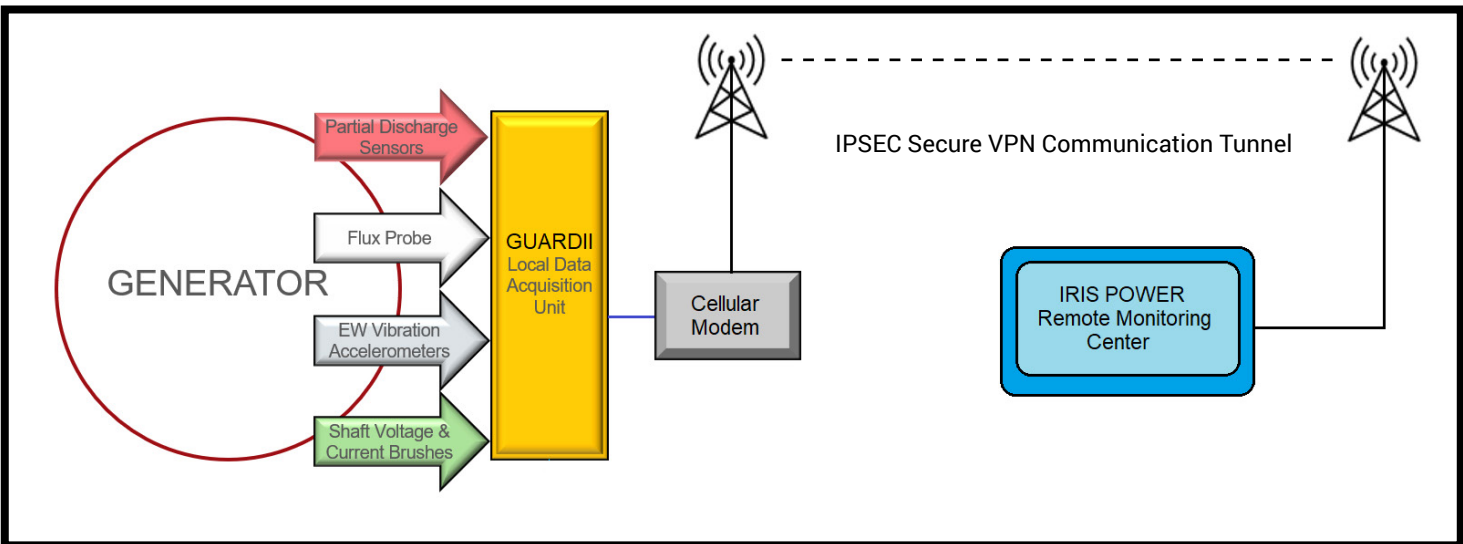 Partial Discharge
Sensors
Flux Probe
GENERATOR
EW Vibration
Accelerometers
Shaft Voltage &
Current Brushes
GUARDII
Local Data
Acquisition
Unit
Cellular
Modem
IPSEC Secure VPN Communication Tunnel
IRIS POWER
Remote Monitoring
Center